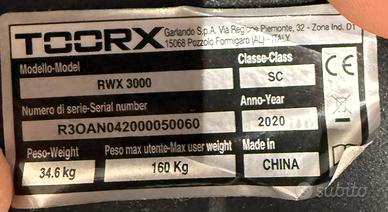 TOORX
Garlando S.p.A. Via Regione Piemonte, 32 - Zona Ind. D1
15068 Pozzolo Formigaro (AL) - ITALY
Modello-Model
Classe-Class
RWX 3000
SC
CE
Numero di serie-Serial number
Anno-Year
R3OAN042000050060
2020
Peso-Weight
Peso max utente-Max user weight
Made in
34.6 kg
160 Kg
CHINA
subito